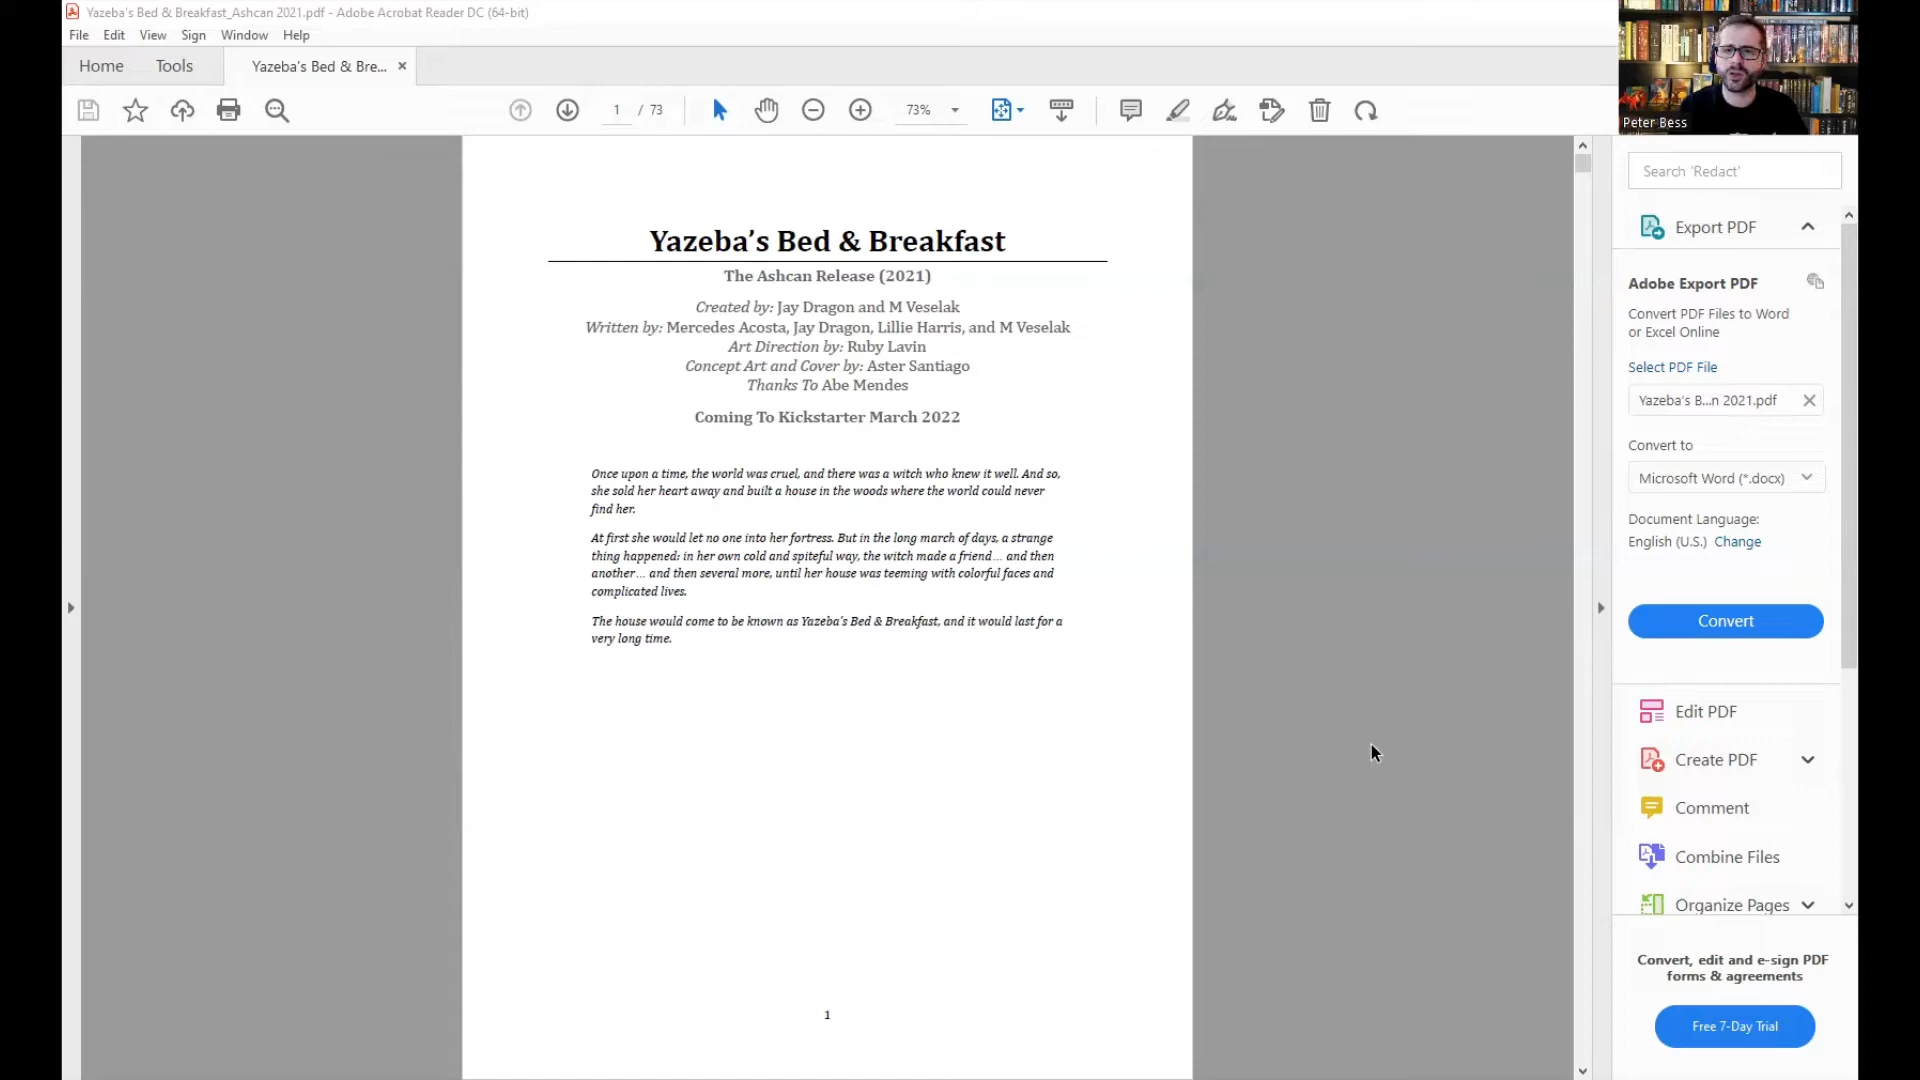 Yazeba's Bed & Breakfast_Ashcan 2021.pdf - Adobe Acrobat Reader DC (64-bit)
File Edit View Sign Window Help
Home Tools Yazeba's Bed & Bre...
1 / 73 73%
Peter Bess
Yazeba's Bed & Breakfast
The Ashcan Release (2021)
Created by: Jay Dragon and M Veselak
Written by: Mercedes Acosta, Jay Dragon, Lillie Harris, and M Veselak
Art Direction by: Ruby Lavin
Concept Art and Cover by: Aster Santiago
Thanks To Abe Mendes
Coming To Kickstarter March 2022
Once upon a time, the world was cruel, and there was a witch who knew it well. And so,
she sold her heart away and built a house in the woods where the world could never
find her.
At first she would let no one into her fortress. But in the long march of days, a strange
thing happened: in her own cold and spiteful way, the witch made a friend… and then
another… and then several more, until her house was teeming with colorful faces and
complicated lives.
The house would come to be known as Yazeba's Bed & Breakfast, and it would last for a
very long time.
1
Search 'Redact'
Export PDF
Adobe Export PDF
Convert PDF Files to Word
or Excel Online
Select PDF File
Yazeba's B...n 2021.pdf
Convert to
Microsoft Word (*.docx)
Document Language:
English (U.S.) Change
Convert
Edit PDF
Create PDF
Comment
Combine Files
Organize Pages
Convert, edit and e-sign PDF
forms & agreements
Free 7-Day Trial